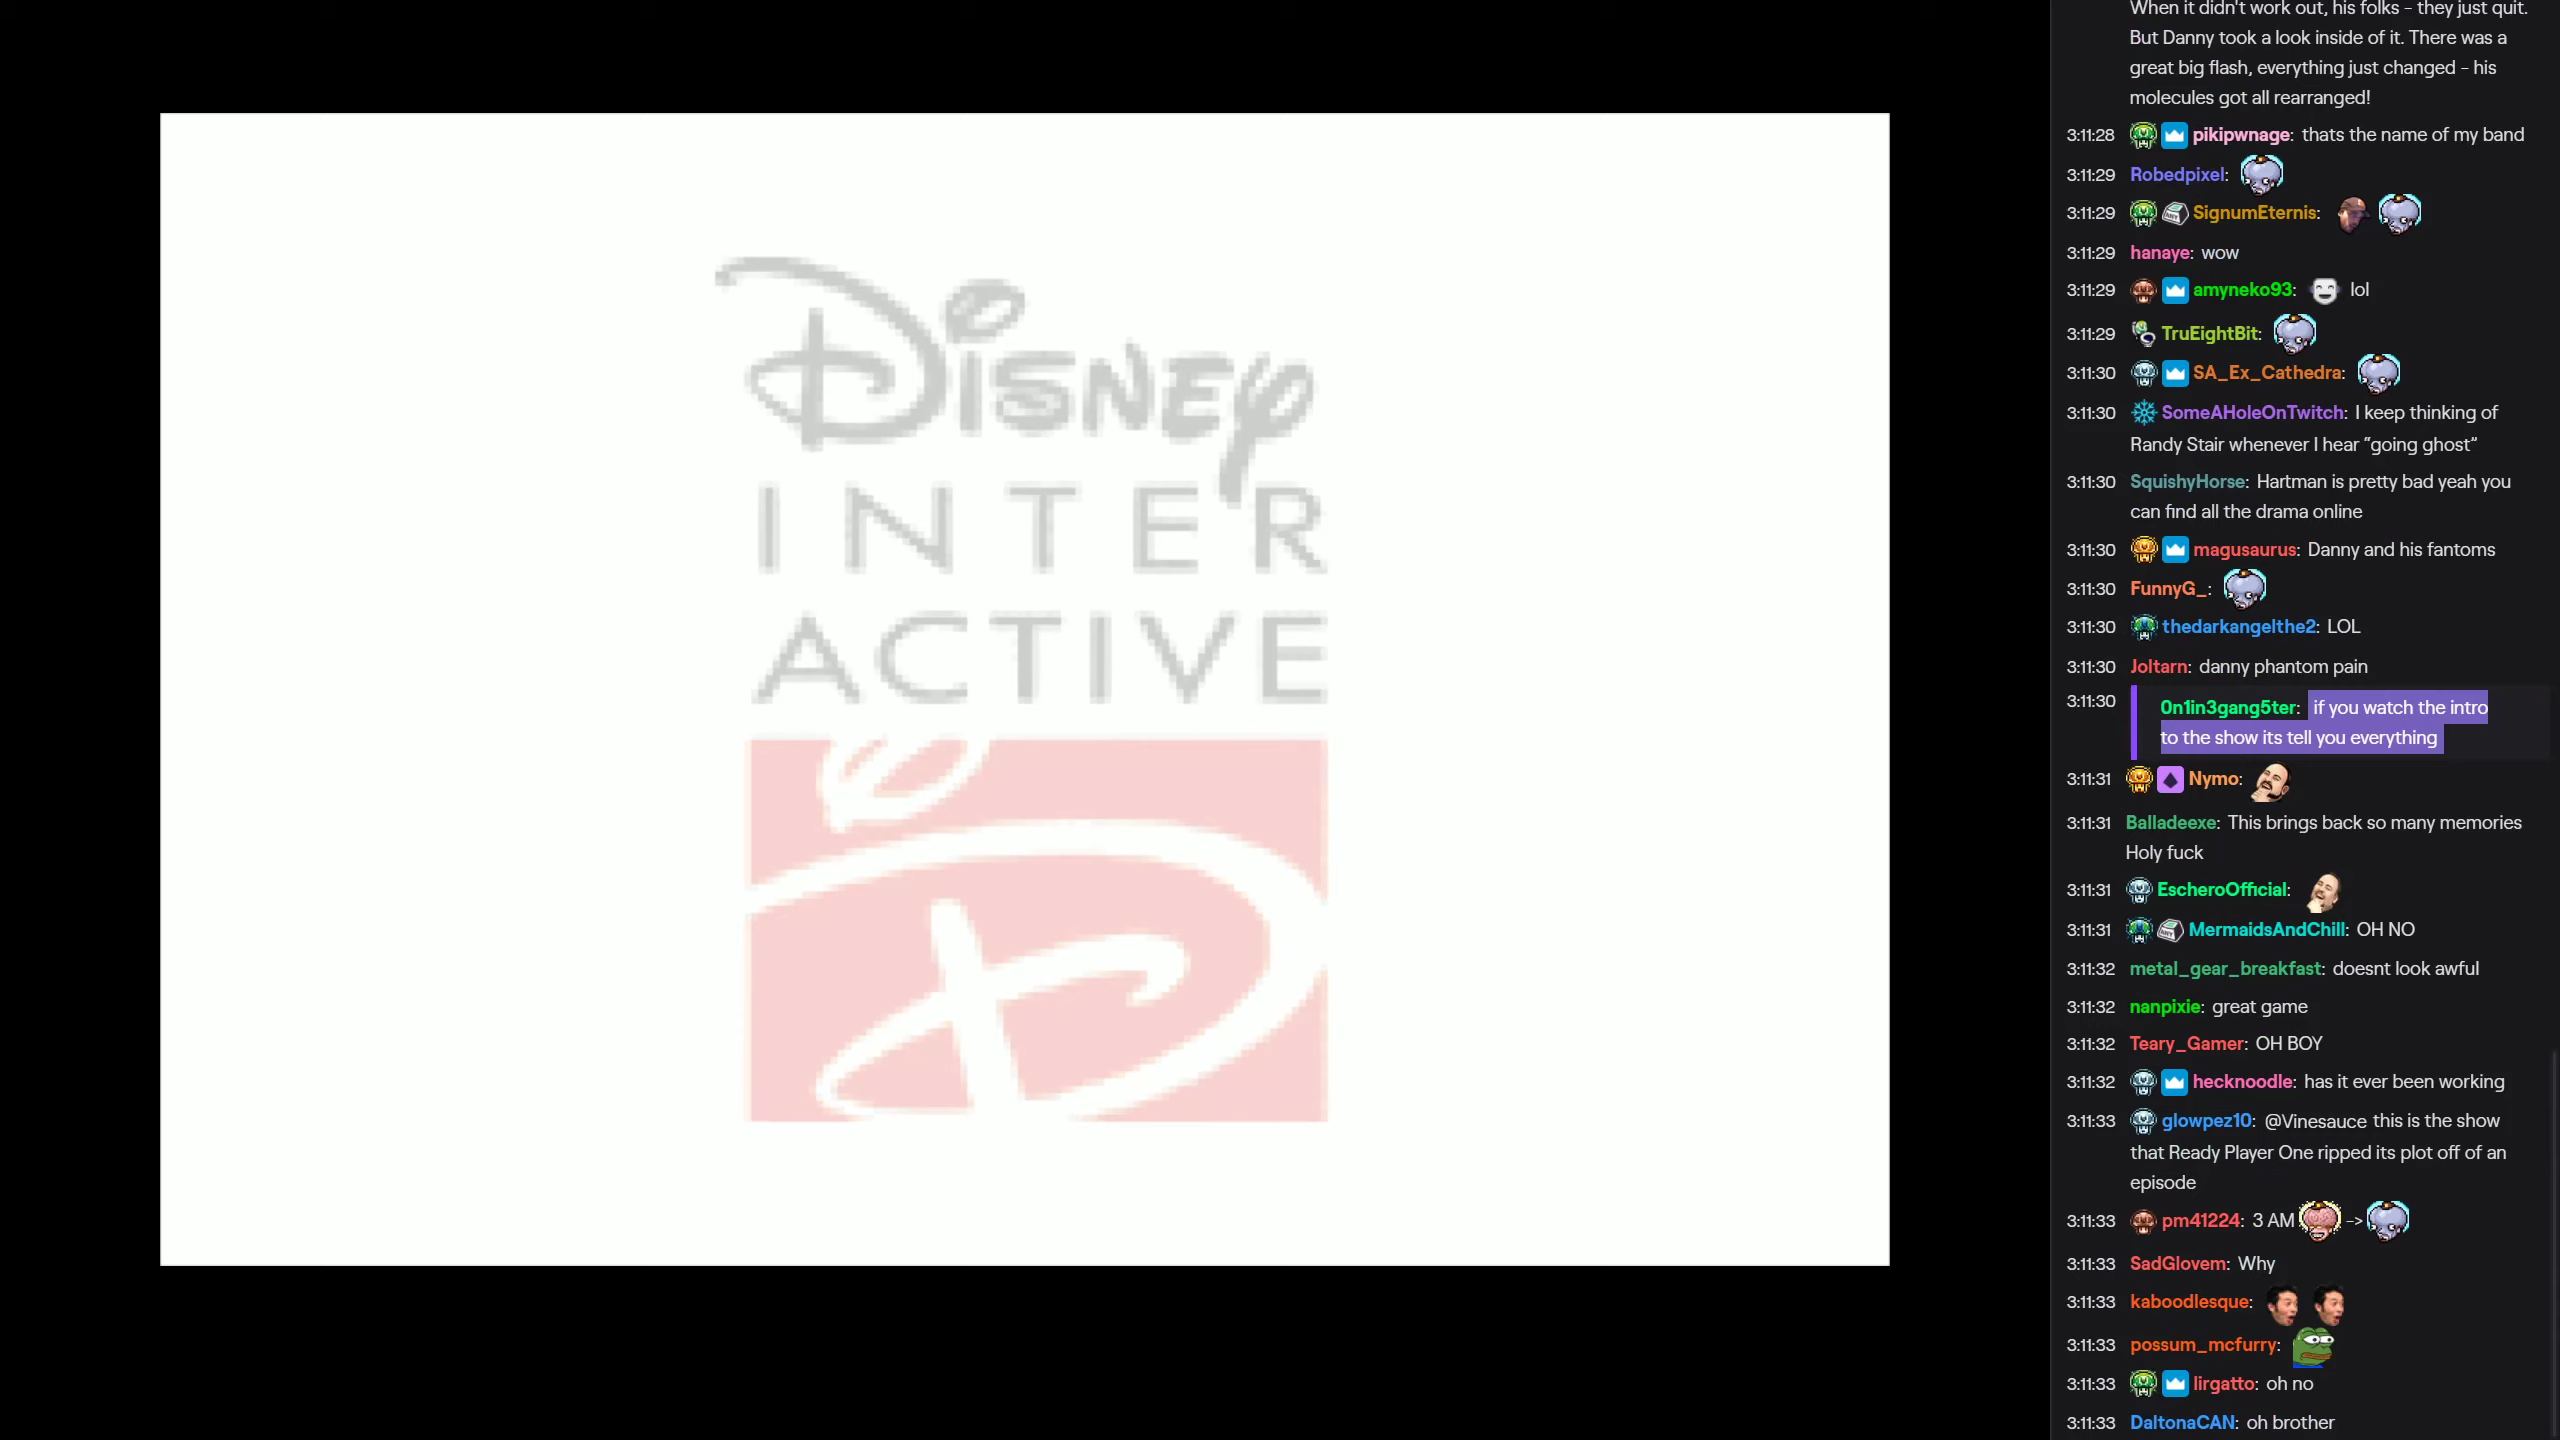 DISNEY
INTER
ACTIVE
When it didn't work out, his folks - they just quit.
But Danny took a look inside of it. There was a
great big flash, everything just changed - his
molecules got all rearranged!
3:11:28 pikipwnage: thats the name of my band
3:11:29 Robedpixel:
3:11:29 SignumEternis:
3:11:29 hanaye: wow
3:11:29 amyneko93: lol
3:11:29 TruEightBit:
3:11:30 SA_Ex_Cathedra:
3:11:30 SomeAHoleOnTwitch: I keep thinking of
Randy Stair whenever I hear “going ghost”
3:11:30 SquishyHorse: Hartman is pretty bad yeah you
can find all the drama online
3:11:30 magusaurus: Danny and his fantoms
3:11:30 FunnyG_:
3:11:30 thedarkangelthe2: LOL
3:11:30 Joltarn: danny phantom pain
3:11:30 0n1in3gang5ter: if you watch the intro
to the show its tell you everything
3:11:31 Nymo:
3:11:31 Balladeexe: This brings back so many memories
Holy fuck
3:11:31 EscheroOfficial:
3:11:31 MermaidsAndChill: OH NO
3:11:32 metal_gear_breakfast: doesnt look awful
3:11:32 nanpixie: great game
3:11:32 Teary_Gamer: OH BOY
3:11:32 hecknoodle: has it ever been working
3:11:33 glowpez10: @Vinesauce this is the show
that Ready Player One ripped its plot off of an
episode
3:11:33 pm41224: 3 AM ->
3:11:33 SadGlovem: Why
3:11:33 kaboodlesque:
3:11:33 possum_mcfurry:
3:11:33 lirgatto: oh no
3:11:33 DaltonaCAN: oh brother